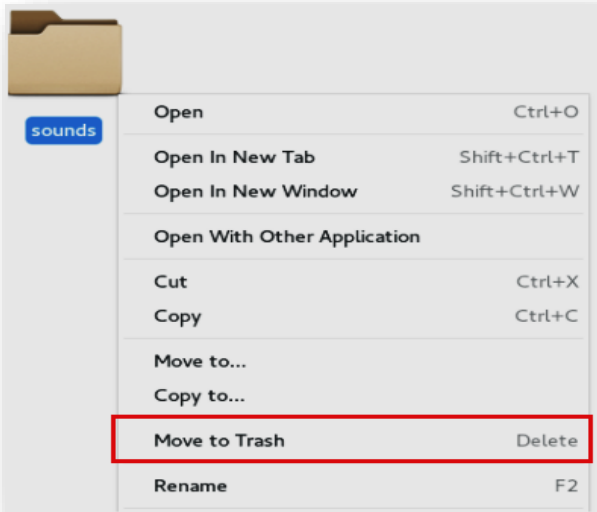 sounds
Open Ctrl+O
Open In New Tab Shift+Ctrl+T
Open In New Window Shift+Ctrl+W
Open With Other Application
Cut Ctrl+X
Copy Ctrl+C
Move to...
Copy to...
Move to Trash Delete
Rename F2